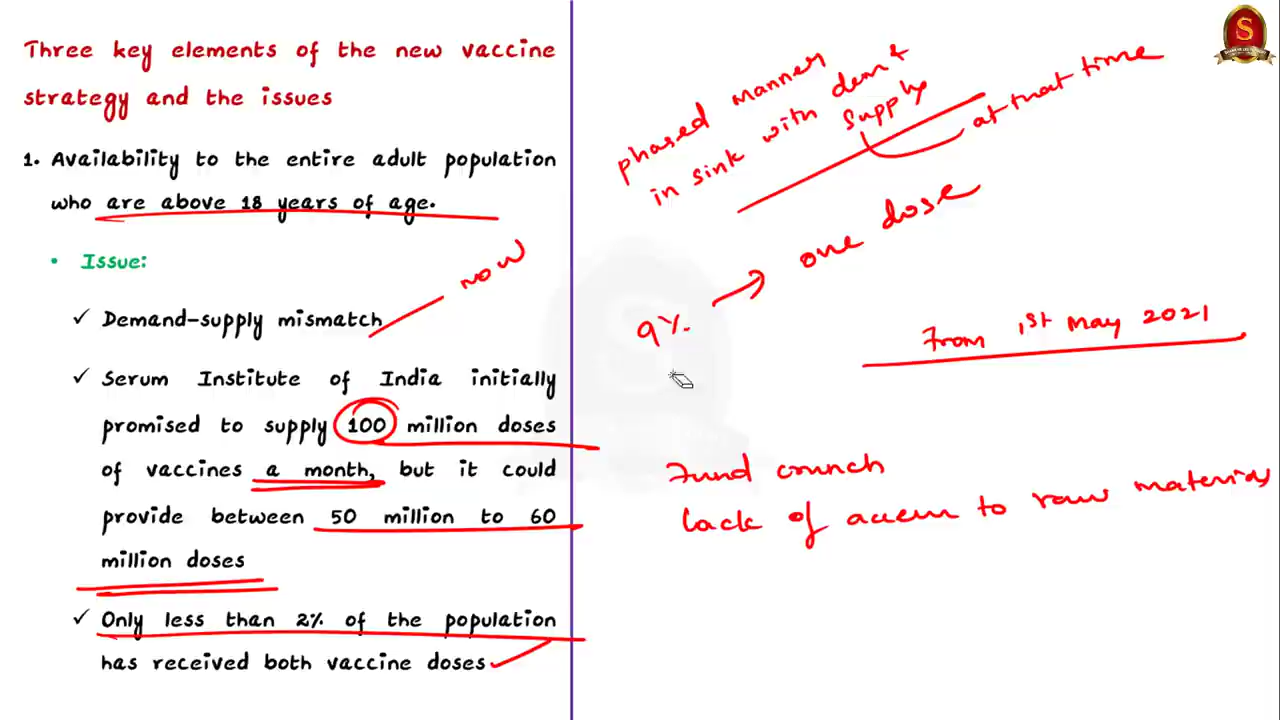 Three key elements of the new vaccine
strategy and the issues
1. Availability to the entire adult population
who are above 18 years of age.
• Issue:
✓ Demand-supply mismatch
now
✓ Serum Institute of India initially
promised to supply 100 million doses
of vaccines a month, but it could
provide between 50 million to 60
million doses
✓ Only less than 2% of the population
has received both vaccine doses
phased manner
in sink with dem &
supply
at that time
one dose
9%
From 1st May 2021
Fund crunch
lack of access to raw materials
S